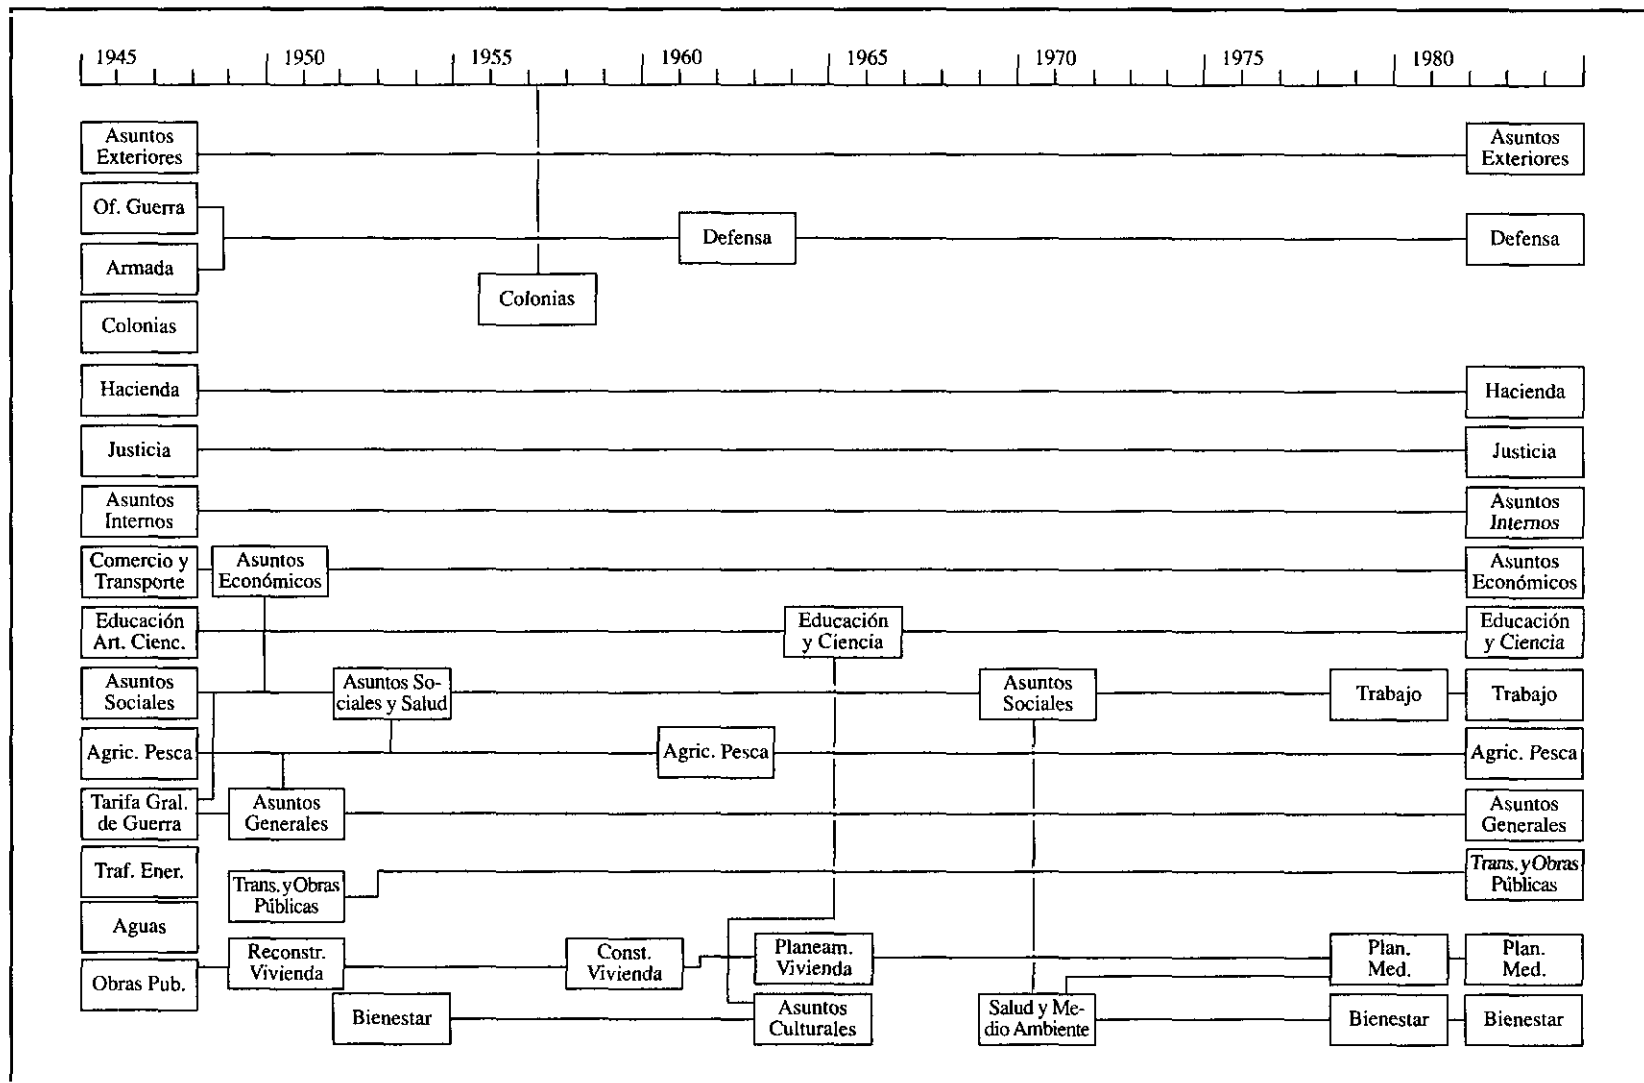 1945 1950 1955 1960 1965 1970 1975 1980
Asuntos
Exteriores
Asuntos
Exteriores
Of. Guerra
Defensa
Defensa
Armada
Colonias
Colonias
Hacienda
Hacienda
Justicia
Justicia
Asuntos
Internos
Asuntos
Internos
Comercio y
Transporte
Asuntos
Económicos
Asuntos
Económicos
Educación
Art. Cienc.
Educación
y Ciencia
Educación
y Ciencia
Asuntos
Sociales
Asuntos So-
ciales y Salud
Asuntos
Sociales
Trabajo
Trabajo
Agric. Pesca
Agric. Pesca
Agric. Pesca
Tarifa Gral.
de Guerra
Asuntos
Generales
Asuntos
Generales
Traf. Ener.
Trans. y Obras
Públicas
Trans. y Obras
Públicas
Aguas
Reconstr.
Vivienda
Const.
Vivienda
Planeam.
Vivienda
Plan.
Med.
Plan.
Med.
Obras Pub.
Bienestar
Asuntos
Culturales
Salud y Me-
dio Ambiente
Bienestar
Bienestar